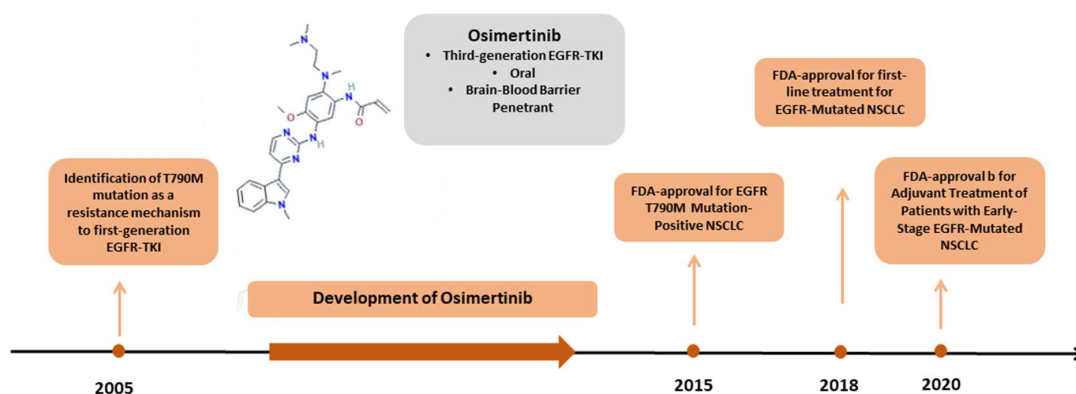 Osimertinib
• Third-generation EGFR-TKI
• Oral
• Brain-Blood Barrier
Penetrant
N
N
H
N
O
O
N
H
N
N
N
Identification of T790M
mutation as a
resistance mechanism
to first-generation
EGFR-TKI
Development of Osimertinib
FDA-approval for EGFR
T790M Mutation-
Positive NSCLC
FDA-approval for first-
line treatment for
EGFR-Mutated NSCLC
FDA-approval b for
Adjuvant Treatment of
Patients with Early-
Stage EGFR-Mutated
NSCLC
2005
2015
2018
2020